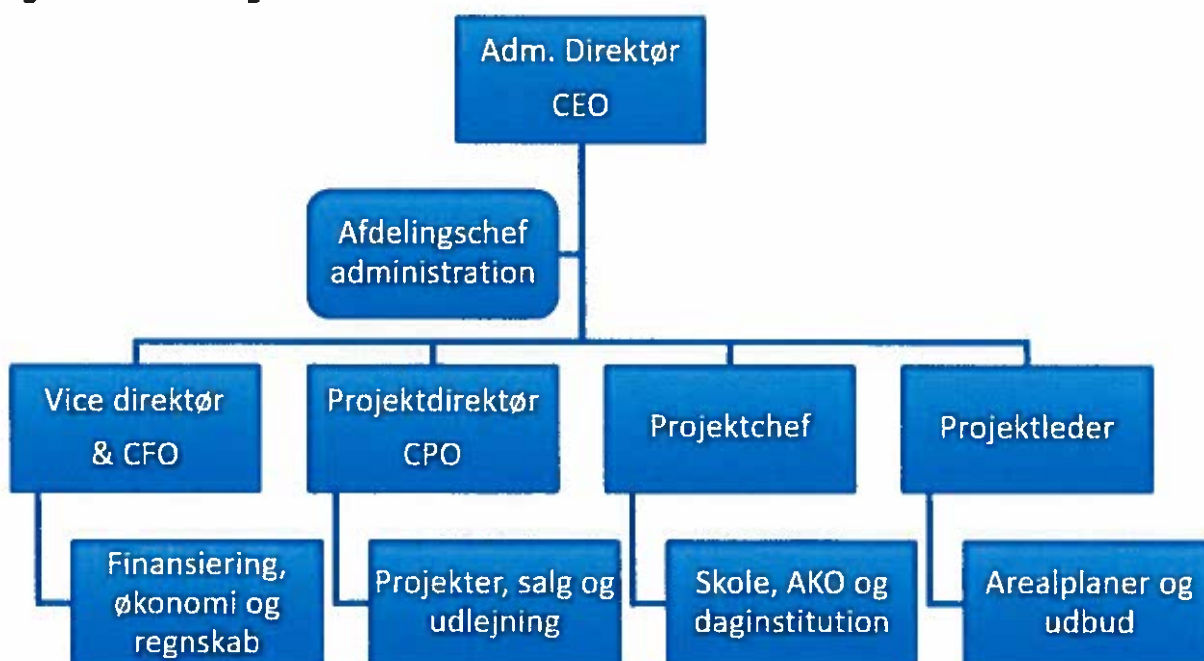 Adm. Direktør
CEO
Afdelingschef
administration
Vice direktør
& CFO
Projektdirektør
CPO
Projektchef
Projektleder
Finansiering,
økonomi og
regnskab
Projekter, salg og
udlejning
Skole, AKO og
daginstitution
Arealplaner og
udbud